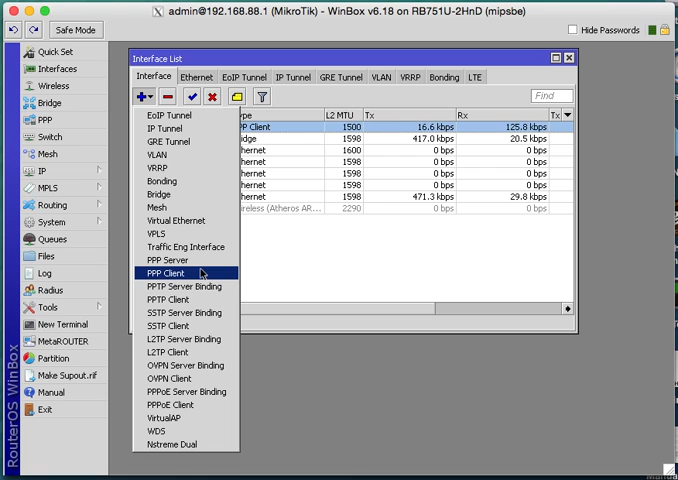 admin@192.168.88.1 (MikroTik) - WinBox v6.18 on RB751U-2HnD (mipsbe)
Safe Mode
Hide Passwords
Quick Set
Interfaces
Wireless
Bridge
PPP
Switch
Mesh
IP
MPLS
Routing
System
Queues
Files
Log
Radius
Tools
New Terminal
MetaROUTER
Partition
Make Supout.rif
Manual
Exit
RouterOS WinBox
Interface List
Interface Ethernet EoIP Tunnel IP Tunnel GRE Tunnel VLAN VRRP Bonding LTE
Find
L2 MTU Tx Rx Tx
PP Client 1500 16.6 kbps 125.8 kbps
1598 417.0 kbps 20.5 kbps
1600 0 bps 0 bps
1598 0 bps 0 bps
1598 0 bps 0 bps
1598 0 bps 0 bps
1598 471.3 kbps 29.8 kbps
(Atheros AR... 2290 0 bps 0 bps
EoIP Tunnel
IP Tunnel
GRE Tunnel
VLAN
VRRP
Bonding
Bridge
Mesh
Virtual Ethernet
VPLS
Traffic Eng Interface
PPP Server
PPP Client
PPTP Server Binding
PPTP Client
SSTP Server Binding
SSTP Client
L2TP Server Binding
L2TP Client
OVPN Server Binding
OVPN Client
PPPoE Server Binding
PPPoE Client
VirtualAP
WDS
Nstreme Dual